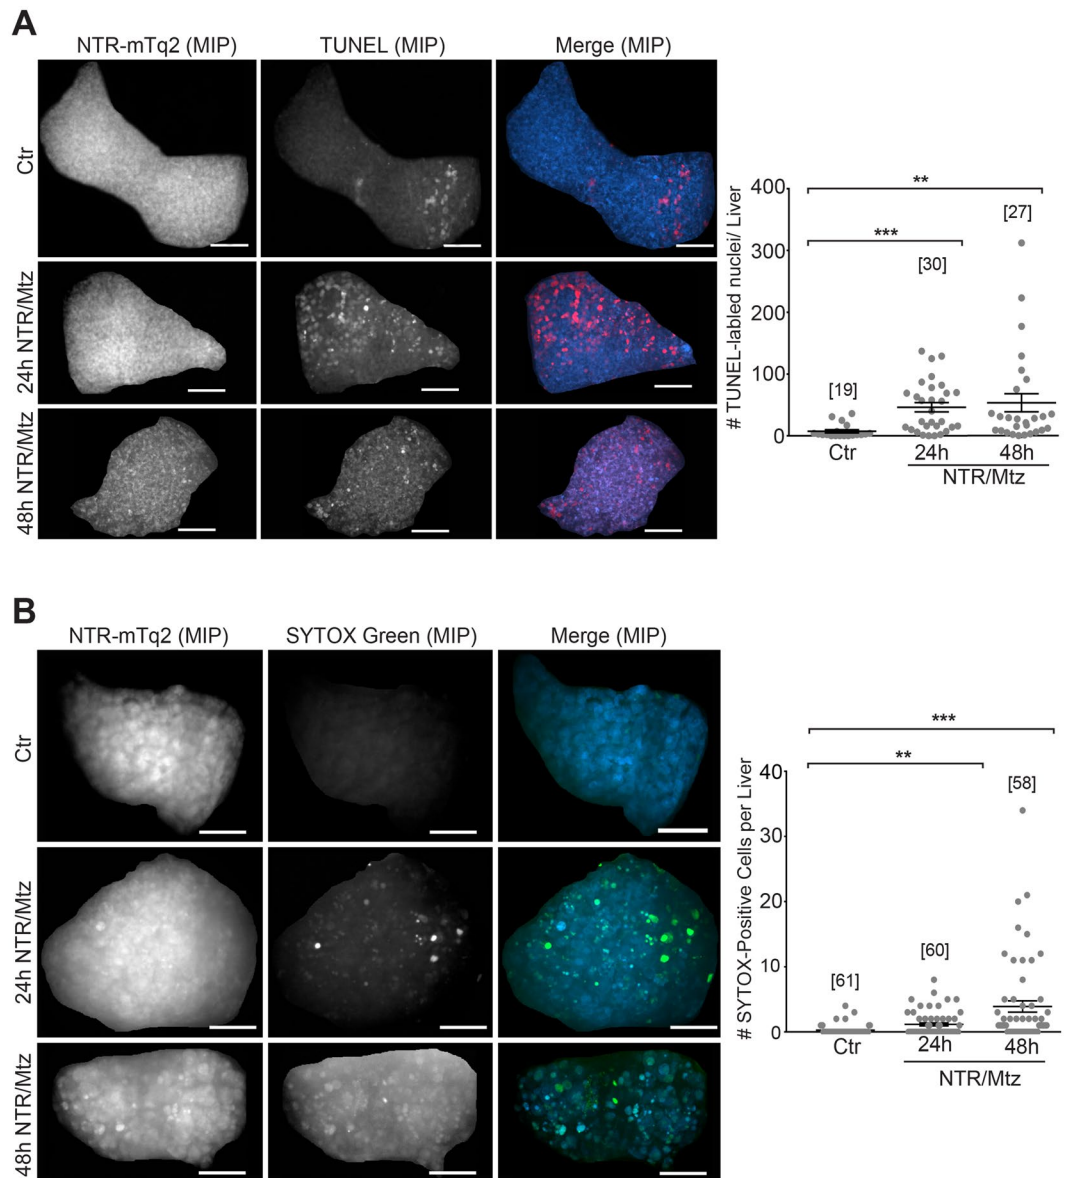 A
NTR-mTq2 (MIP)
TUNEL (MIP)
Merge (MIP)
Ctr
24h NTR/Mtz
48h NTR/Mtz
# TUNEL-labled nuclei/ Liver
400
300
200
100
0
**
***
[19]
[30]
[27]
Ctr
24h
48h
NTR/Mtz
B
NTR-mTq2 (MIP)
SYTOX Green (MIP)
Merge (MIP)
Ctr
24h NTR/Mtz
48h NTR/Mtz
# SYTOX-Positive Cells per Liver
40
30
20
10
0
***
**
[61]
[60]
[58]
Ctr
24h
48h
NTR/Mtz